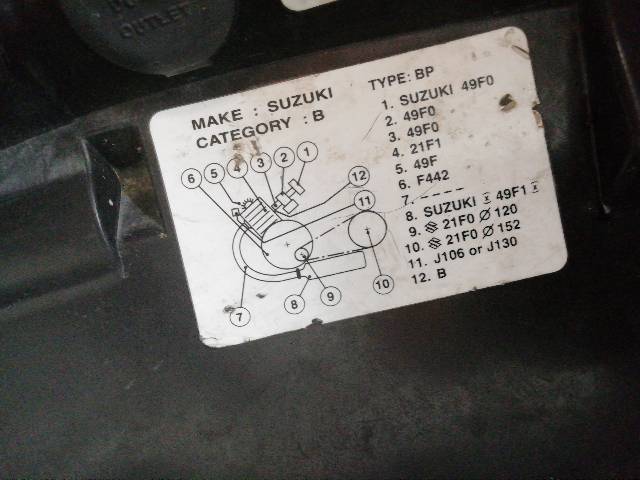 OUTLET
MAKE : SUZUKI
CATEGORY : B
TYPE: BP
1. SUZUKI 49F0
2. 49F0
3. 49F0
4. 21F1
5. 49F
6. F442
7. - - - - -
8. SUZUKI 49F1
9. 21F0 Ø 120
10. 21F0 Ø 152
11. J106 or J130
12. B
6
5
4
3
2
1
12
11
7
8
9
10